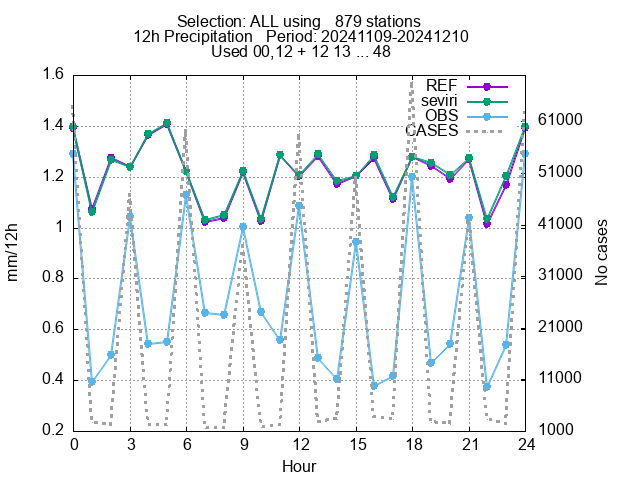 Selection: ALL using   879 stations
12h Precipitation   Period: 20241109-20241210
Used 00,12 + 12 13 ... 48
REF
seviri
OBS
CASES
mm/12h
1.6
1.4
1.2
1
0.8
0.6
0.4
0.2
61000
51000
41000
31000
21000
11000
1000
No cases
0 3 6 9 12 15 18 21 24
Hour